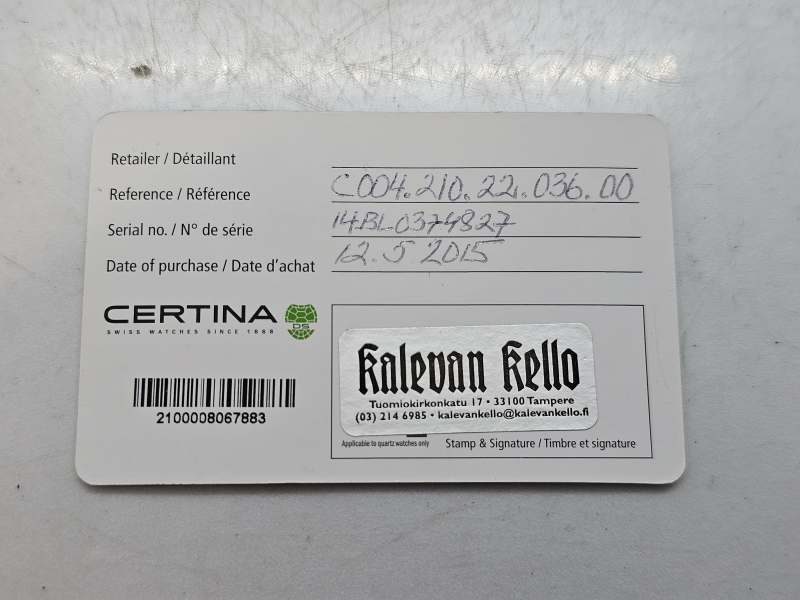 Retailer / Détaillant
Reference / Référence C004.210.22.036.00
Serial no. / N° de série 14BL0374827
Date of purchase / Date d'achat 12.5 2015
CERTINA DS
SWISS WATCHES SINCE 1888
2100008067883
Kalevan Kello
Tuomiokirkonkatu 17 • 33100 Tampere
(03) 214 6985 • kalevankello@kalevankello.fi
Applicable to quartz watches only
Stamp & Signature / Timbre et signature